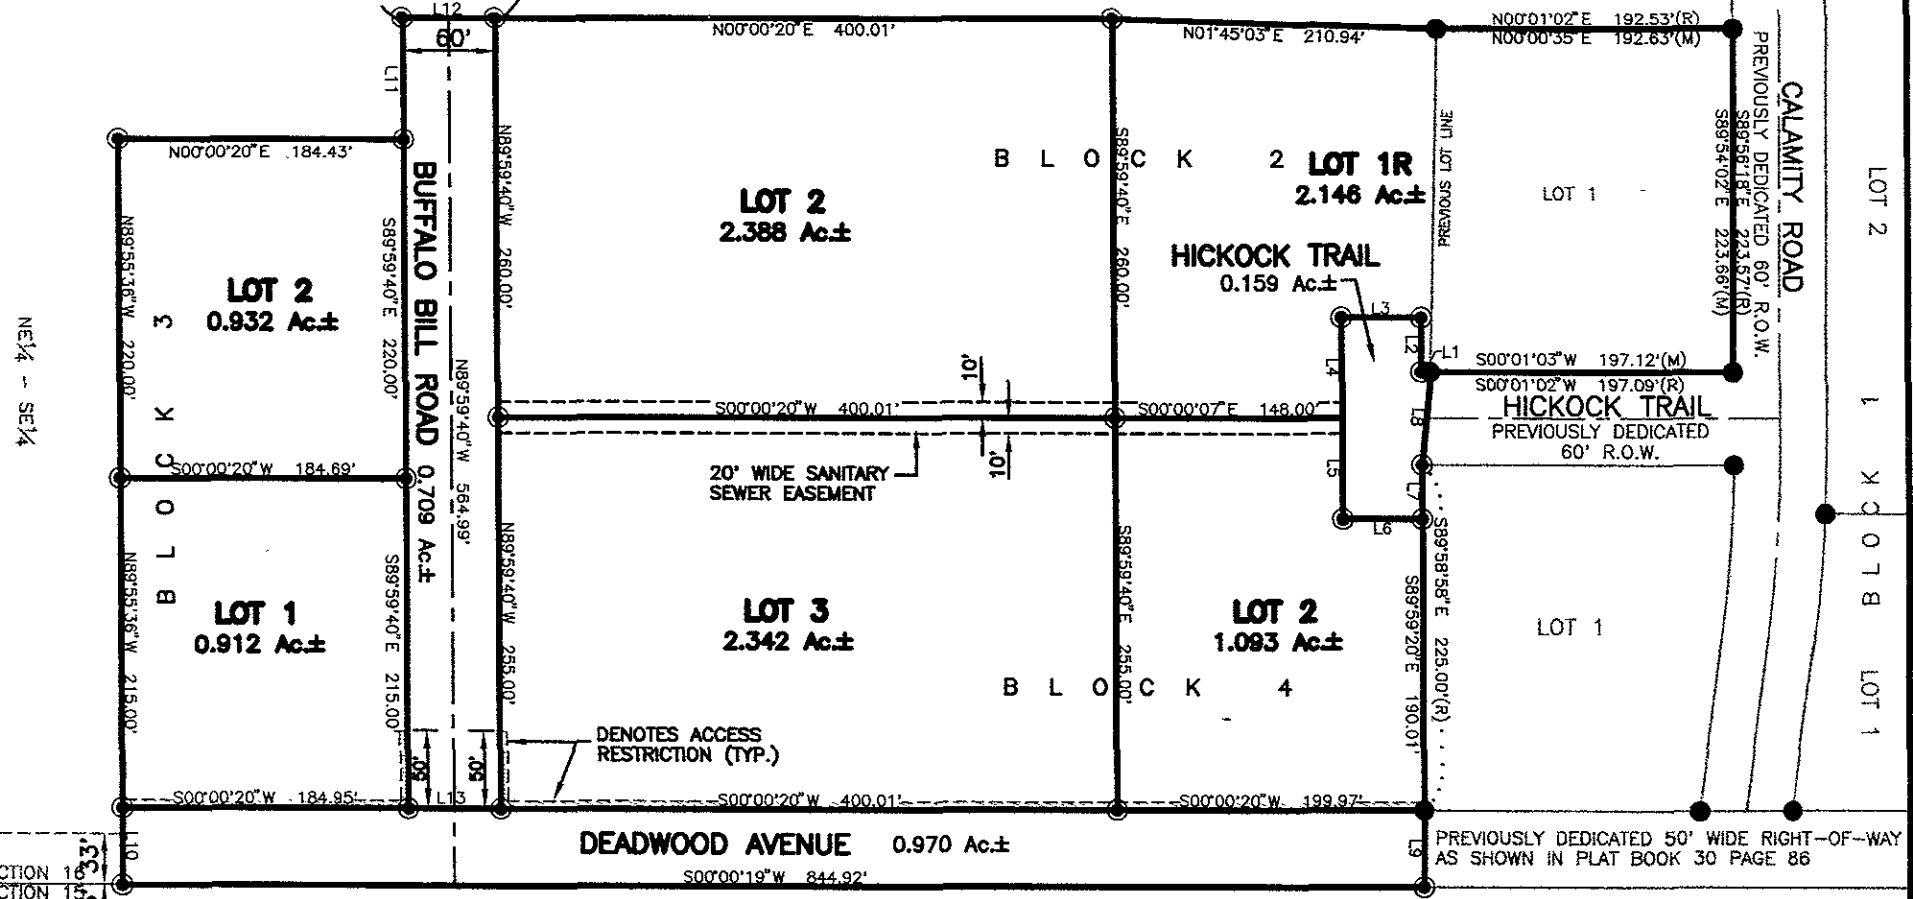 L12
60'
L11
N00°00'20"E 400.01'
N01°45'03"E 210.94'
N00°01'02"E 192.53'(R)
N00°00'35"E 192.63'(M)
N00°00'20"E 184.43'
N89°55'36"W 220.00'
LOT 2
0.932 Ac.±
S89°59'40"E 220.00'
BUFFALO BILL ROAD 0.709 Ac.±
N89°59'40"W 564.99'
N89°59'40"W 260.00'
LOT 2
2.388 Ac.±
BLOCK 2
S89°59'40"E 260.00'
LOT 1R
2.146 Ac.±
PREVIOUS LOT LINE
LOT 1
S89°54'02"E 223.66'(M)
S89°56'18"E 223.57'(R)
PREVIOUSLY DEDICATED 60' R.O.W.
CALAMITY ROAD
LOT 2
HICKOCK TRAIL
0.159 Ac.±
L3
L2
L1
L4
S00°01'03"W 197.12'(M)
S00°01'02"W 197.09'(R)
HICKOCK TRAIL
PREVIOUSLY DEDICATED
60' R.O.W.
L8
L5
L7
L6
NE¼ - SE¼
BLOCK 3
10'
S00°00'20"W 400.01'
S00°00'07"E 148.00'
10'
20' WIDE SANITARY
SEWER EASEMENT
S00°00'20"W 184.69'
N89°55'36"W 215.00'
LOT 1
0.912 Ac.±
S89°59'40"E 215.00'
N89°59'40"W 255.00'
LOT 3
2.342 Ac.±
S89°59'40"E 255.00'
LOT 2
1.093 Ac.±
BLOCK 4
S89°59'20"E 190.01'
S89°58'58"E 225.00'(R)
LOT 1
BLOCK 1
LOT 1
DENOTES ACCESS
RESTRICTION (TYP.)
50'
50'
S00°00'20"W 184.95'
L13
S00°00'20"W 400.01'
S00°00'20"W 199.97'
DEADWOOD AVENUE 0.970 Ac.±
L9
PREVIOUSLY DEDICATED 50' WIDE RIGHT-OF-WAY
AS SHOWN IN PLAT BOOK 30 PAGE 86
33'
CTION 16
CTION 15
S00°00'19"W 844.92'